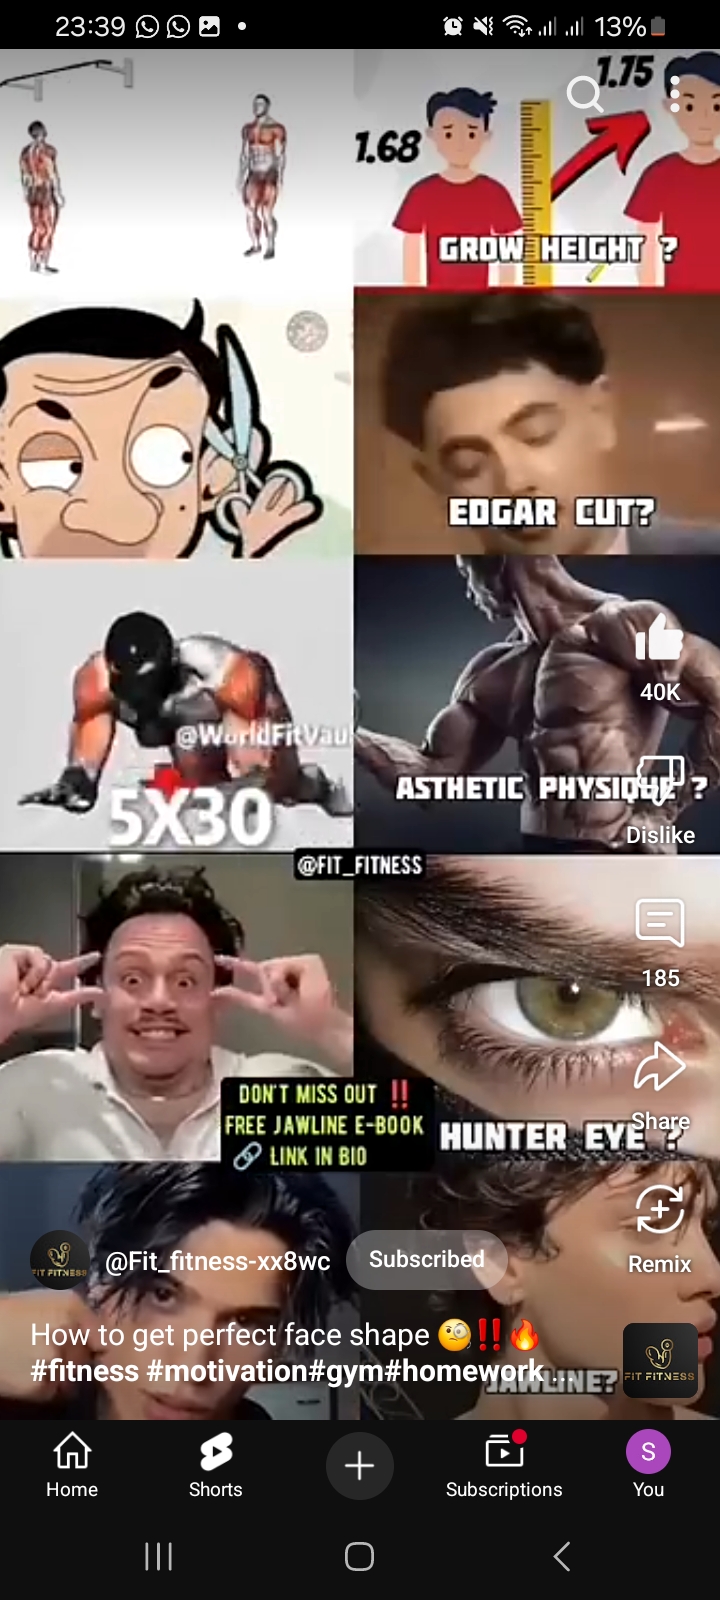 23:39
13%
1.75
1.68
GROW HEIGHT ?
EDGAR CUT?
@WorldFitVau
5X30
ASTHETIC PHYSIQUE ?
40K
Dislike
@FIT_FITNESS
185
DON'T MISS OUT ‼️
FREE JAWLINE E-BOOK
🔗 LINK IN BIO
HUNTER EYE ?
Share
@Fit_fitness-xx8wc
Subscribed
Remix
How to get perfect face shape 🧐‼️🔥
#fitness #motivation#gym#homework ...
JAWLINE?
FIT FITNESS
FIT FITNESS
Home
Shorts
Subscriptions
S
You